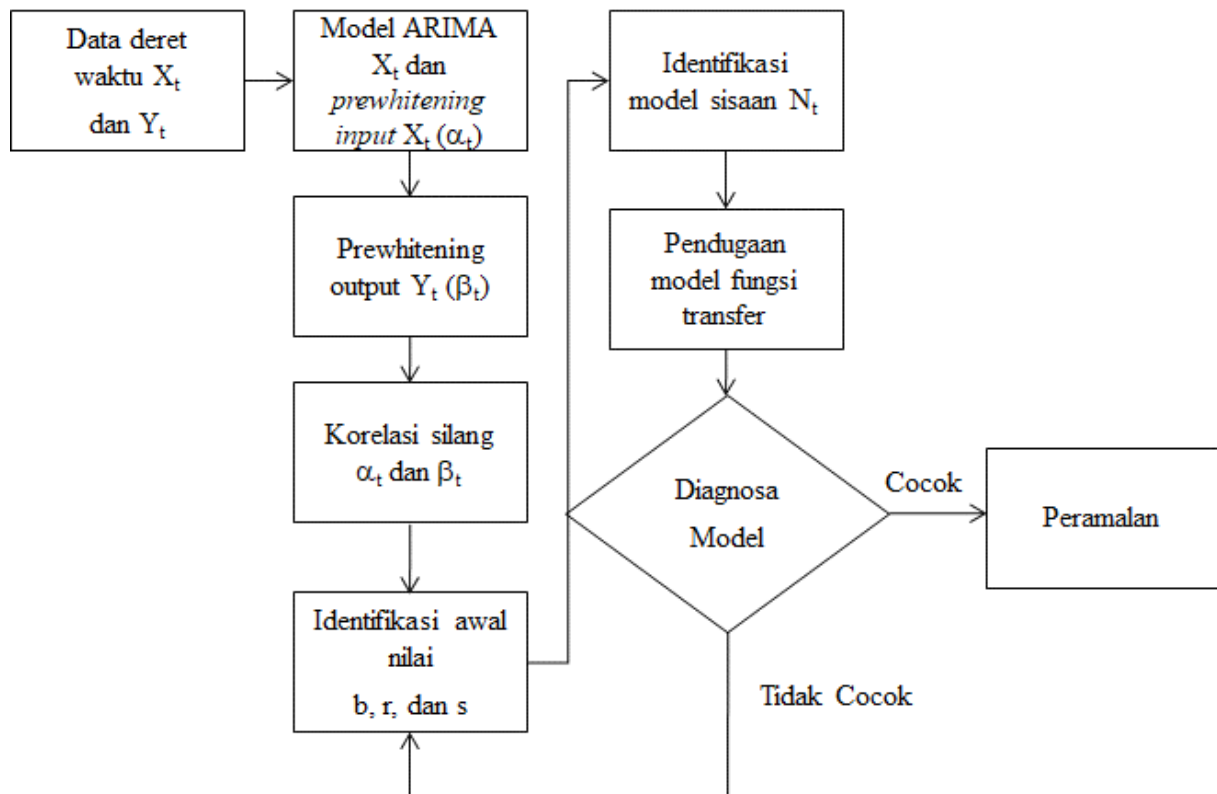 Data deret
waktu Xₜ
dan Yₜ
Model ARIMA
Xₜ dan
prewhitening
input Xₜ (αₜ)
Prewhitening
output Yₜ (βₜ)
Korelasi silang
αₜ dan βₜ
Identifikasi awal
nilai
b, r, dan s
Identifikasi
model sisaan Nₜ
Pendugaan
model fungsi
transfer
Diagnosa
Model
Cocok
Peramalan
Tidak Cocok